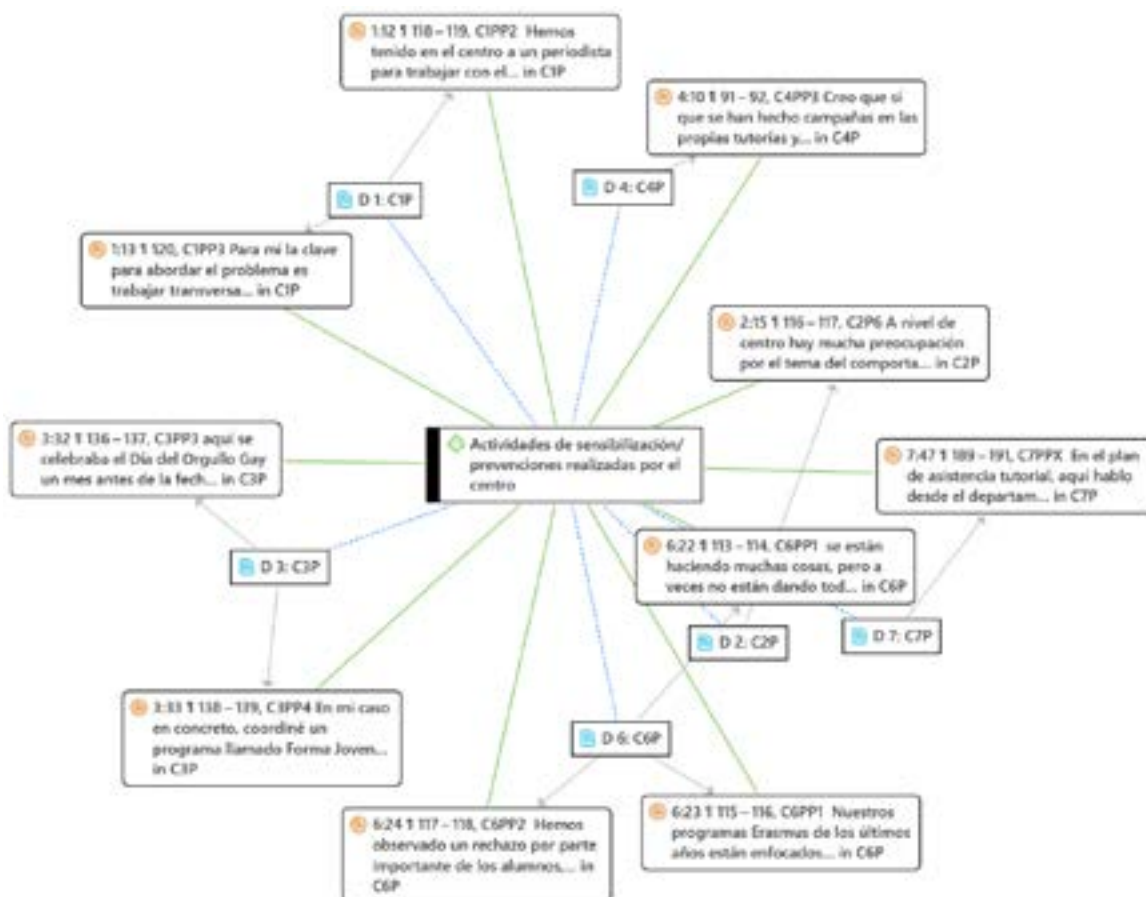 1:12 ¶ 118 – 119, C1PP2 Hemos
tenido en el centro a un periodista
para trabajar con el... in C1P
4:10 ¶ 91 – 92, C4PP3 Creo que si
que se han hecho campañas en las
propias tutorías y... in C4P
D 1: C1P
D 4: C4P
1:13 ¶ 120, C1PP3 Para mí la clave
para abordar el problema es
trabajar transversa... in C1P
2:15 ¶ 116 – 117, C2P6 A nivel de
centro hay mucha preocupación
por el tema del comporta... in C2P
3:32 ¶ 136 – 137, C3PP3 aquí se
celebraba el Día del Orgullo Gay
un mes antes de la fech... in C3P
Actividades de sensibilización/
prevenciones realizadas por el
centro
7:47 ¶ 189 – 191, C7PPX En el plan
de asistencia tutorial, aquí hablo
desde el departam... in C7P
6:22 ¶ 113 – 114, C6PP1 se están
haciendo muchas cosas, pero a
veces no están dando tod... in C6P
D 3: C3P
D 2: C2P
D 7: C7P
3:33 ¶ 138 – 139, C3PP4 En mi caso
en concreto, coordiné un
programa llamado Forma Joven...
in C3P
D 6: C6P
6:24 ¶ 117 – 118, C6PP2 Hemos
observado un rechazo por parte
importante de los alumnos,... in
C6P
6:23 ¶ 115 – 116, C6PP1 Nuestros
programas Erasmus de los últimos
años están enfocados... in C6P